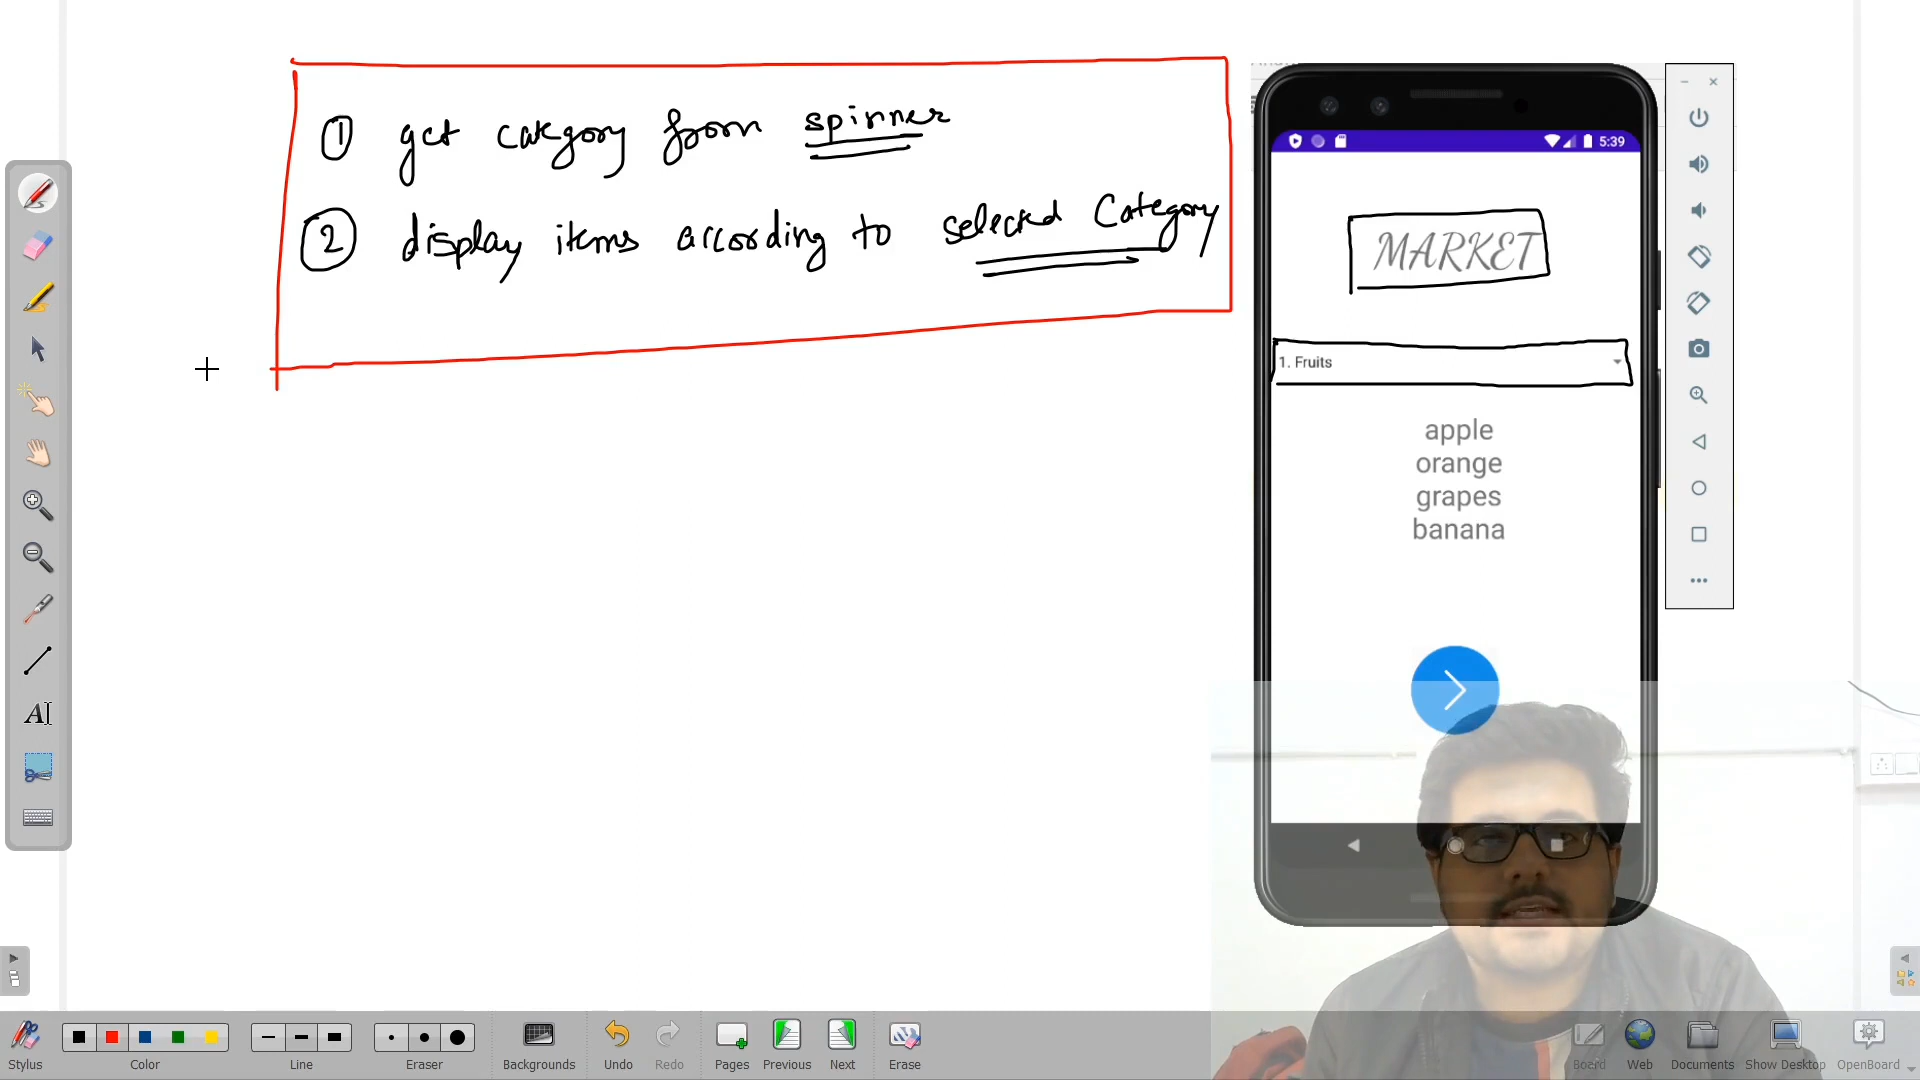 ① get category from spinner
② display items according to selected Category
5:39
MARKET
1. Fruits
apple
orange
grapes
banana
Stylus
Color
Line
Eraser
Backgrounds
Undo
Redo
Pages
Previous
Next
Erase
Board
Web
Documents
Show Desktop
OpenBoard